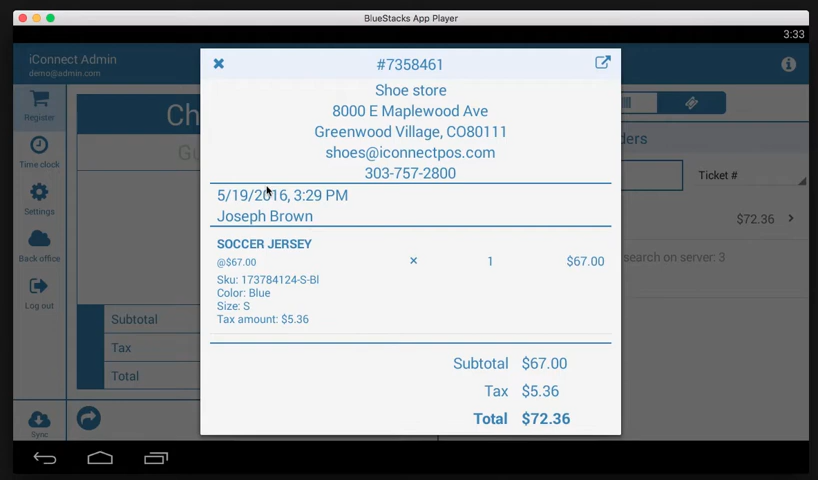 BlueStacks App Player
3:33
iConnect Admin
demo@admin.com
#7358461
Shoe store
8000 E Maplewood Ave
Greenwood Village, CO80111
shoes@iconnectpos.com
303-757-2800
5/19/2016, 3:29 PM
Joseph Brown
SOCCER JERSEY
@$67.00 × 1 $67.00
Sku: 173784124-S-Bl
Color: Blue
Size: S
Tax amount: $5.36
Subtotal $67.00
Tax $5.36
Total $72.36
Register
Time clock
Settings
Back office
Log out
Sync
Ch
Gu
Subtotal
Tax
Total
ders
Ticket #
$72.36
search on server: 3